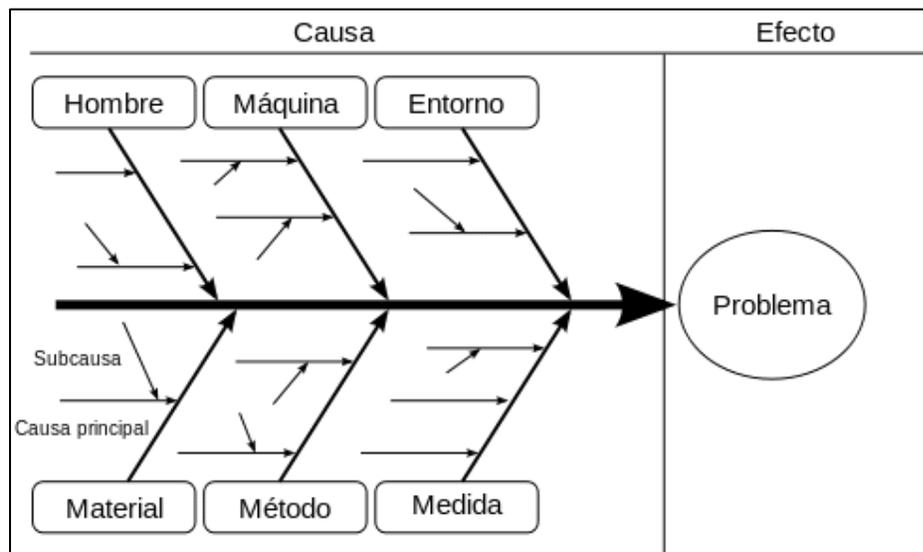 Causa
Efecto
Hombre
Máquina
Entorno
Problema
Subcausa
Causa principal
Material
Método
Medida